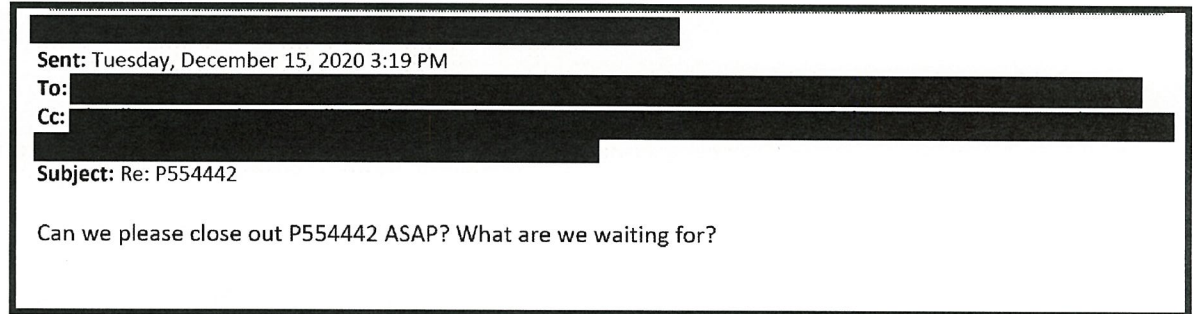 Sent: Tuesday, December 15, 2020 3:19 PM
To:
Cc:
Subject: Re: P554442
Can we please close out P554442 ASAP? What are we waiting for?